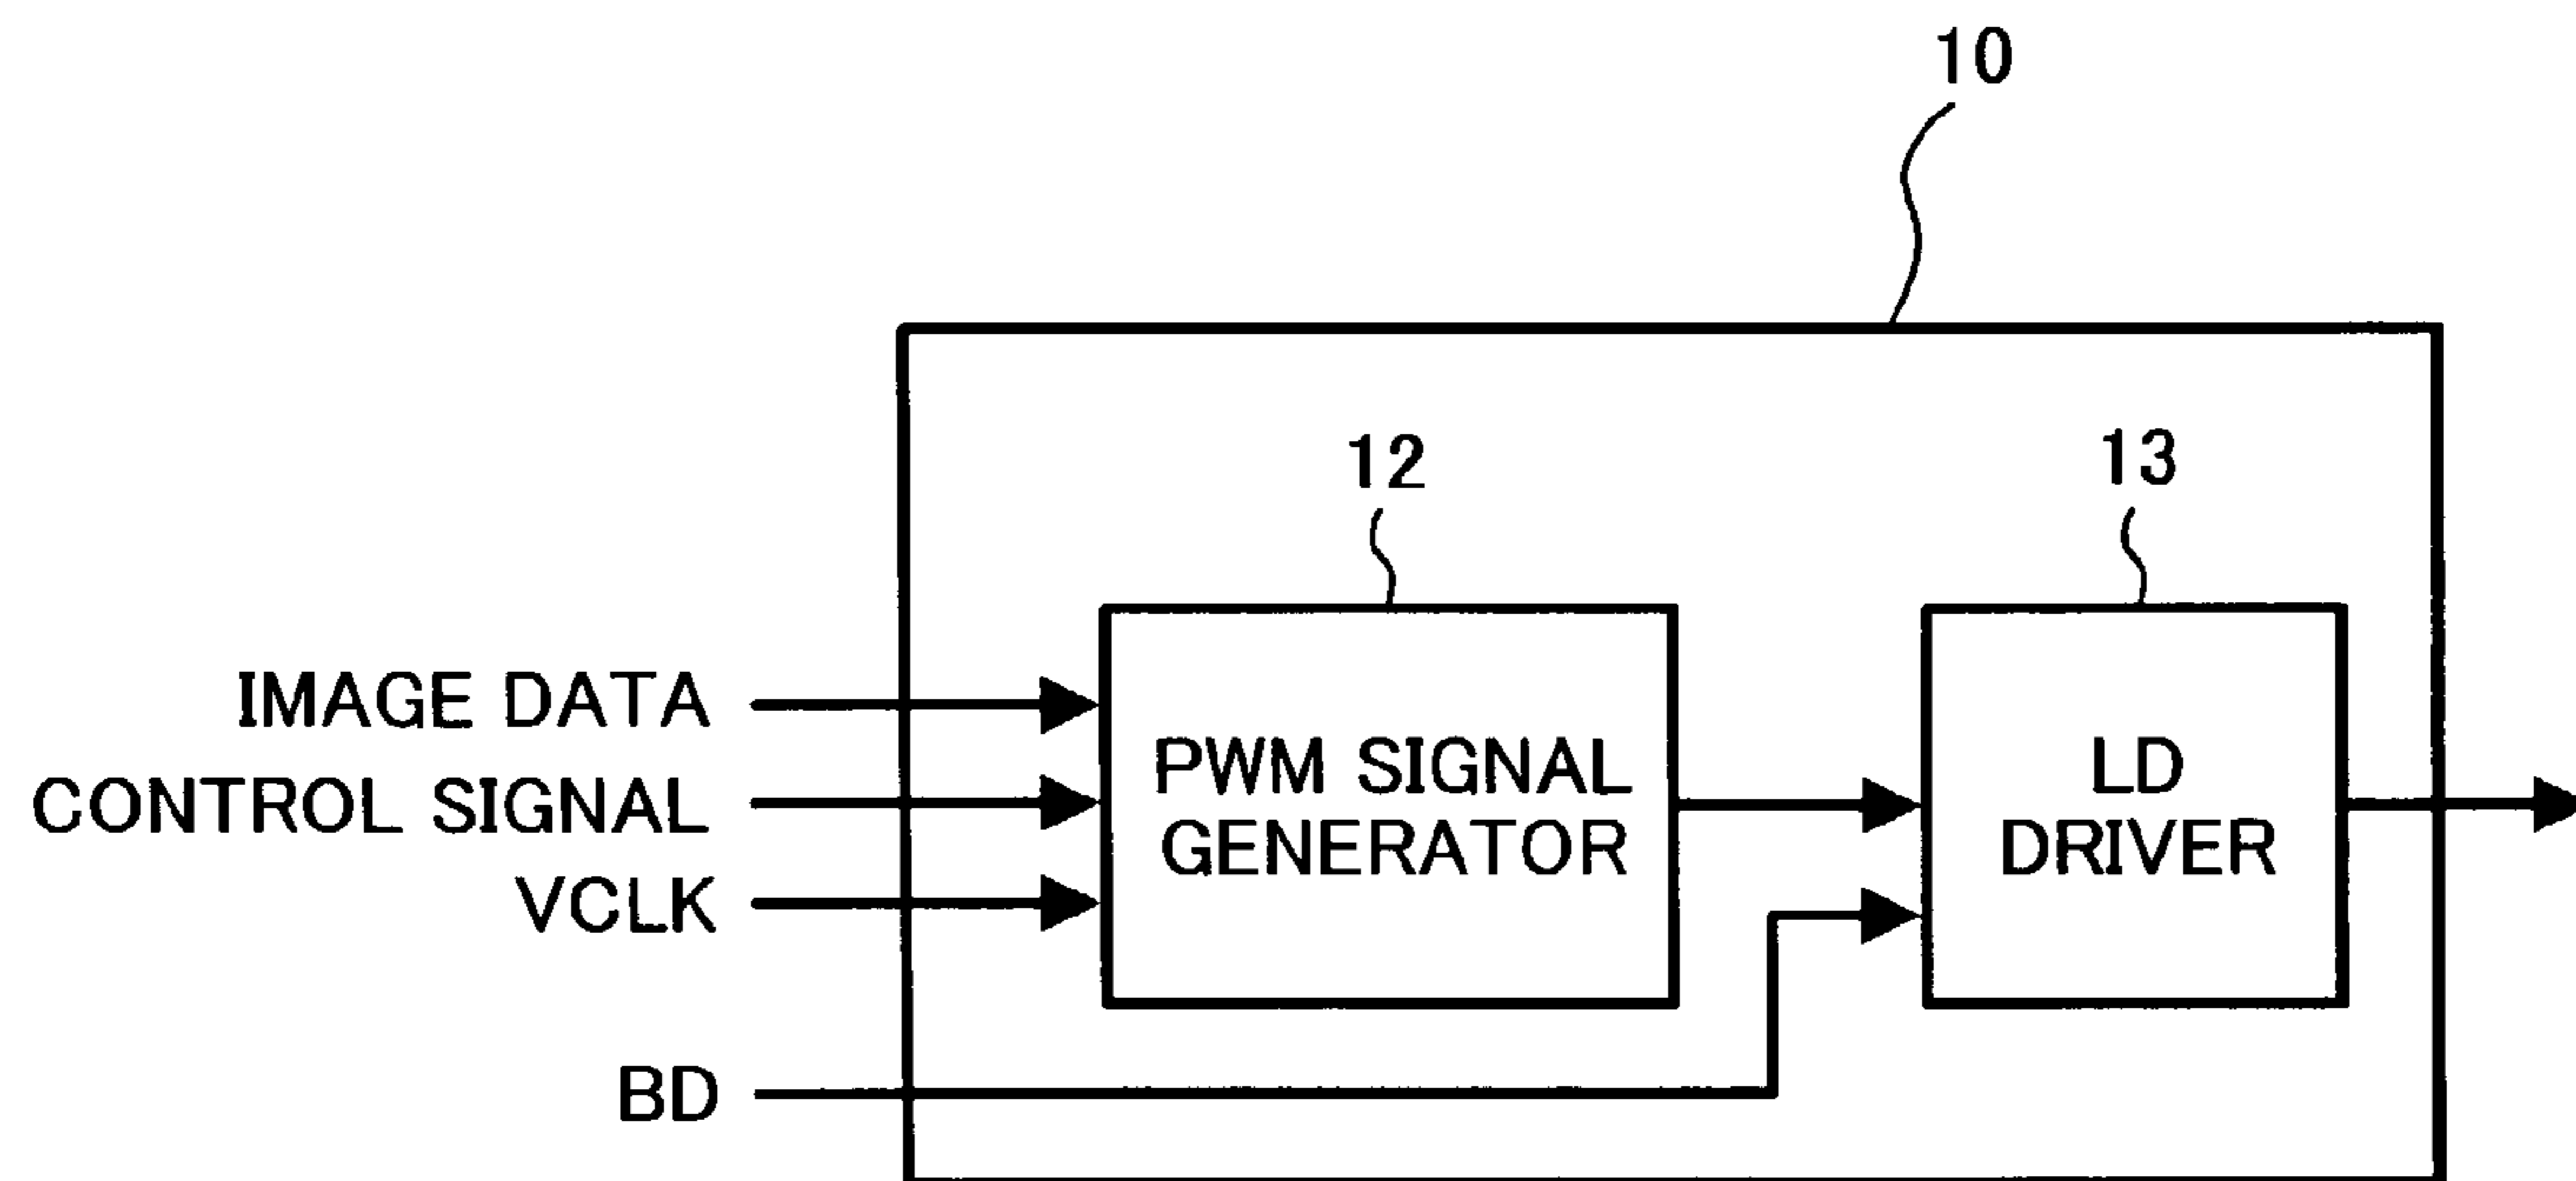 10
12
13
IMAGE DATA
CONTROL SIGNAL
VCLK
BD
PWM SIGNAL
GENERATOR
LD
DRIVER